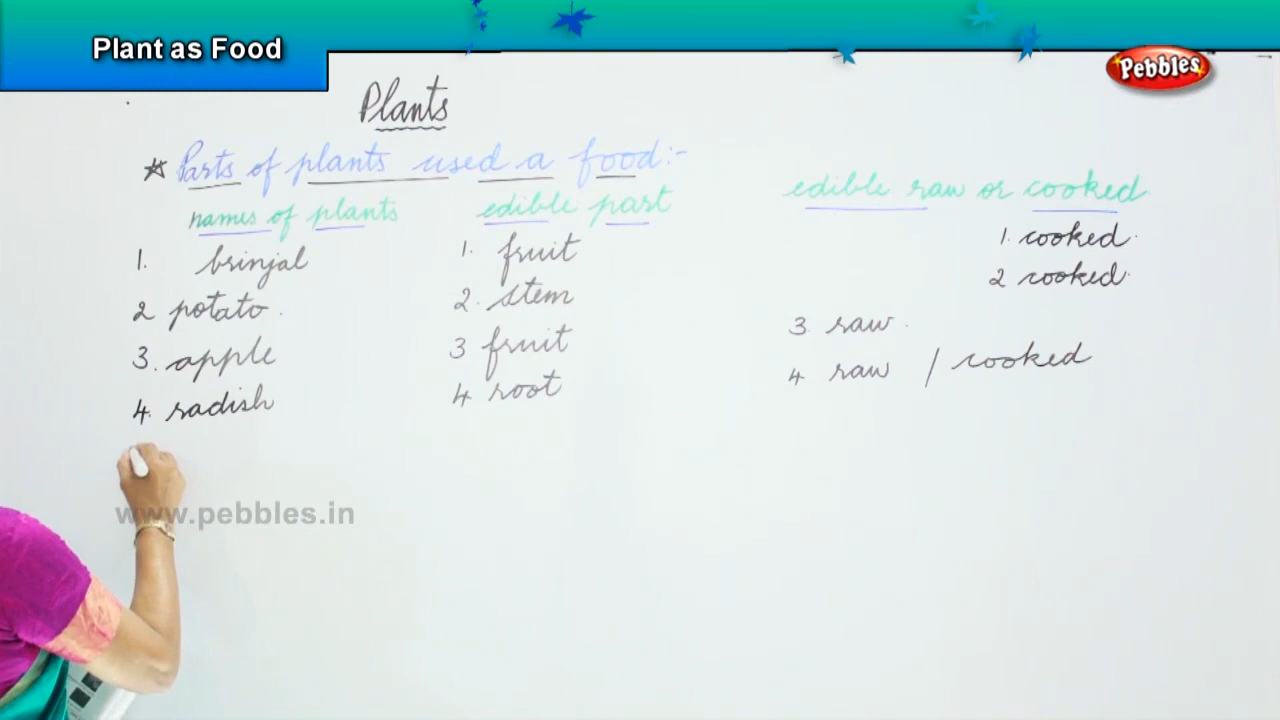 Plant as Food
Pebbles
Plants
* Parts of plants used a food:-
names of plants edible part edible raw or cooked
1. brinjal 1. fruit 1. cooked
2 potato. 2. stem 2 cooked
3. apple 3 fruit 3 raw.
4. radish 4 root 4 raw / cooked
www.pebbles.in